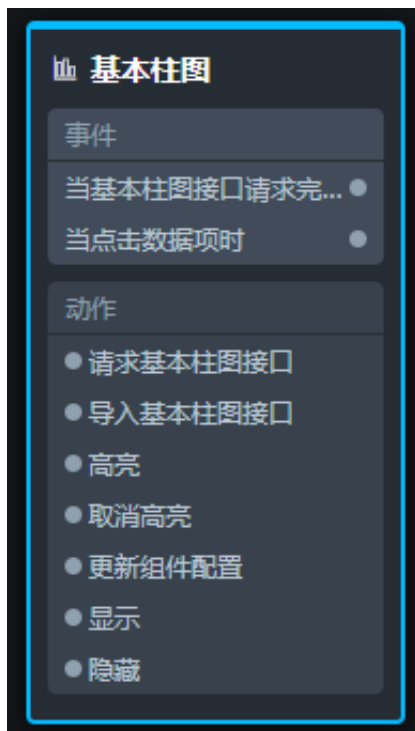 基本柱图
事件
当基本柱图接口请求完...
当点击数据项时
动作
请求基本柱图接口
导入基本柱图接口
高亮
取消高亮
更新组件配置
显示
隐藏